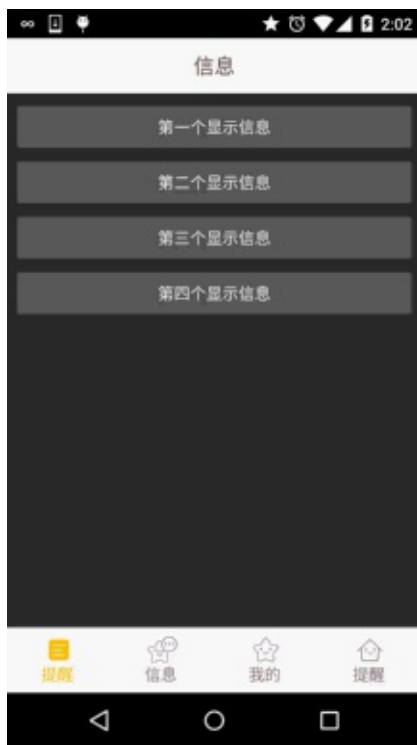 2:02
信息
第一个显示信息
第二个显示信息
第三个显示信息
第四个显示信息
提醒 信息 我的 提醒